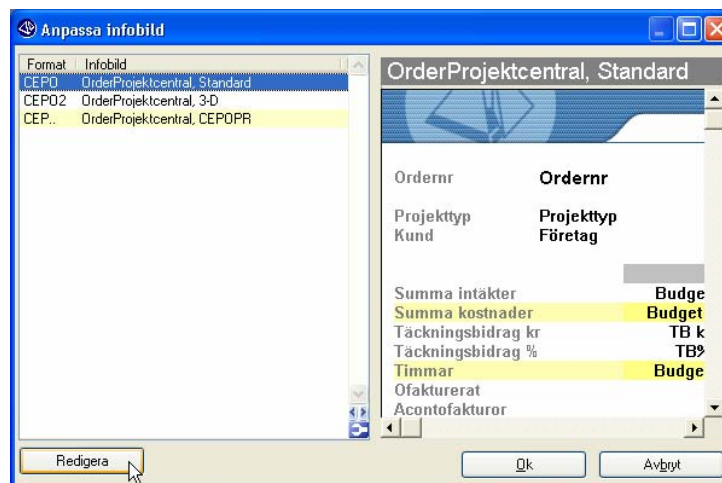 Anpassa infobild
Format Infobild
CEPO OrderProjektcentral, Standard
CEPO2 OrderProjektcentral, 3-D
CEP.. OrderProjektcentral, CEPOPR
OrderProjektcentral, Standard
Ordernr Ordernr
Projekttyp Projekttyp
Kund Företag
Summa intäkter Budge
Summa kostnader Budget
Täckningsbidrag kr TB k
Täckningsbidrag % TB%
Timmar Budge
Ofakturerat
Acontofakturor
Redigera
Ok Avbryt